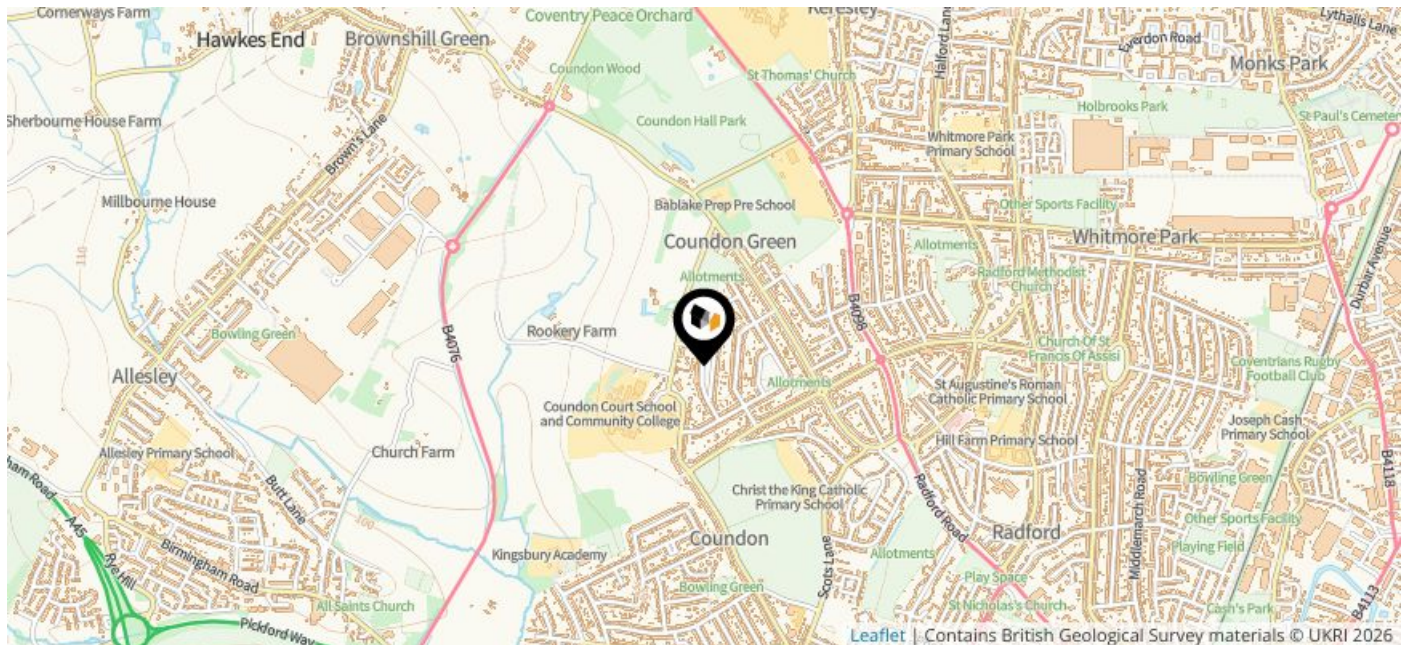 Cornerways Farm
Hawkes End
Brownshill Green
Coventry Peace Orchard
Keresley
Halford Lane
Everdon Road
Lythalls Lane
Monks Park
Coundon Wood
St Thomas' Church
Sherbourne House Farm
Brown's Lane
110
Coundon Hall Park
Whitmore Park
Primary School
Holbrooks Park
St Paul's Cemetery
Millbourne House
110
Bablake Prep Pre School
Other Sports Facility
Coundon Green
Allotments
Whitmore Park
Allotments
Radford Methodist
Church
Durbar Avenue
Bowling Green
Rookery Farm
B4076
B4098
Church Of St
Francis Of Assisi
Coventrians Rugby
Football Club
Allesley
Allotments
St Augustine's Roman
Catholic Primary School
Coundon Court School
and Community College
Joseph Cash
Primary School
Hill Farm Primary School
Allesley Primary School
Church Farm
B4118
Butt Lane
ham Road
A45
Rye Hill
100
Christ the King Catholic
Primary School
Radford Road
Middlemarch Road
Bowling Green
Other Sports Facility
Birmingham Road
Kingsbury Academy
Coundon
Scots Lane
Allotments
Radford
Playing Field
Bowling Green
Play Space
All Saints Church
St Nicholas's Church
Cash's Park
B4113
Pickford Way
Leaflet | Contains British Geological Survey materials © UKRI 2026